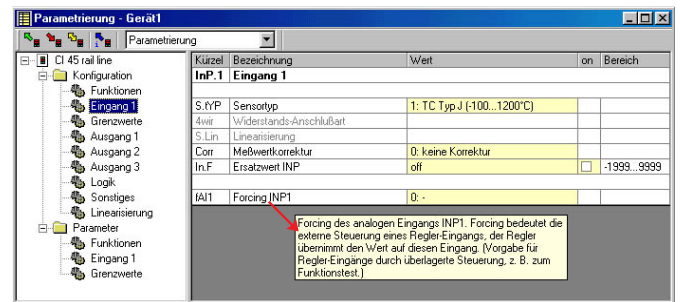 Parametrierung - Gerät1
Parametrierung
CI 45 rail line
Konfiguration
Funktionen
Eingang 1
Grenzwerte
Ausgang 1
Ausgang 2
Ausgang 3
Logik
Sonstiges
Linearisierung
Parameter
Funktionen
Eingang 1
Grenzwerte
Kürzel Bezeichnung Wert on Bereich
InP.1 Eingang 1
S.tYP Sensortyp 1: TC Typ J (-100...1200°C)
4wir Widerstands-Anschlußart
S.Lin Linearisierung
Corr Meßwertkorrektur 0: keine Korrektur
In.F Ersatzwert INP off -1999...9999
fAI1 Forcing INP1 0: -
Forcing des analogen Eingangs INP1. Forcing bedeutet die
externe Steuerung eines Regler-Eingangs, der Regler
übernimmt den Wert auf diesen Eingang. (Vorgabe für
Regler-Eingänge durch überlagerte Steuerung, z. B. zum
Funktionstest.)